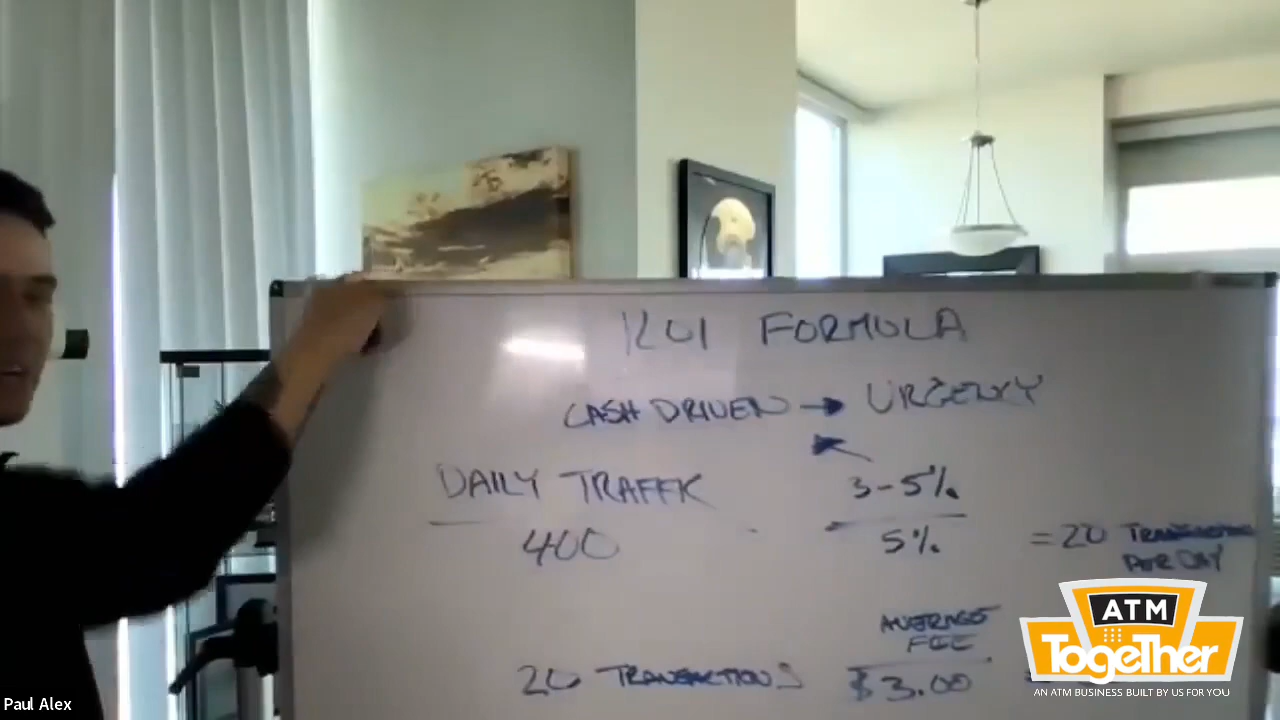 ROI FORMULA
CASH DRIVEN → URGENCY
DAILY TRAFFIC 3-5%
400 5% = 20 TRANSACTIONS
PER DAY
AVERAGE
FEE
20 TRANSACTIONS $3.00 =
ATM
Together
AN ATM BUSINESS BUILT BY US FOR YOU
Paul Alex